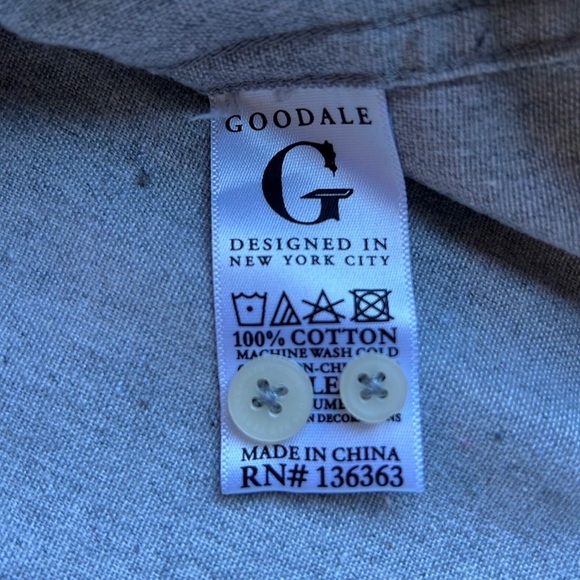 GOODALE
G
DESIGNED IN
NEW YORK CITY
100% COTTON
MACHINE WASH COLD
MADE IN CHINA
RN# 136363